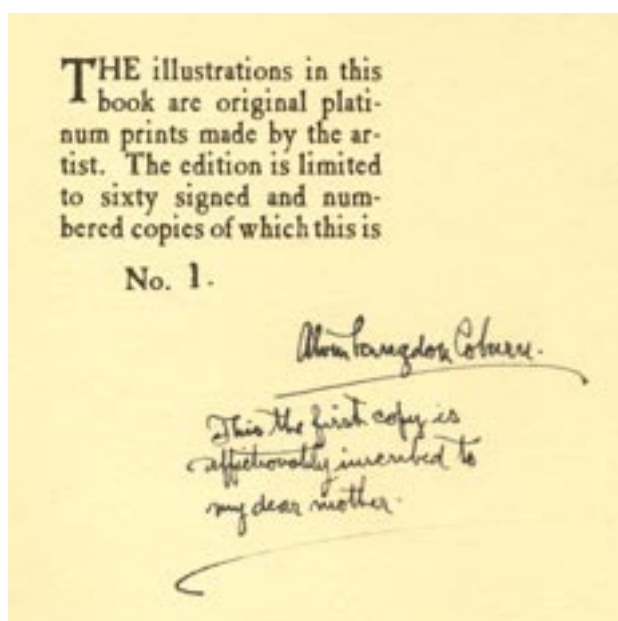 THE illustrations in this
book are original plati-
num prints made by the ar-
tist. The edition is limited
to sixty signed and num-
bered copies of which this is
No. 1.
Alvin Langdon Coburn.
This the first copy is
affectionately inscribed to
my dear mother.